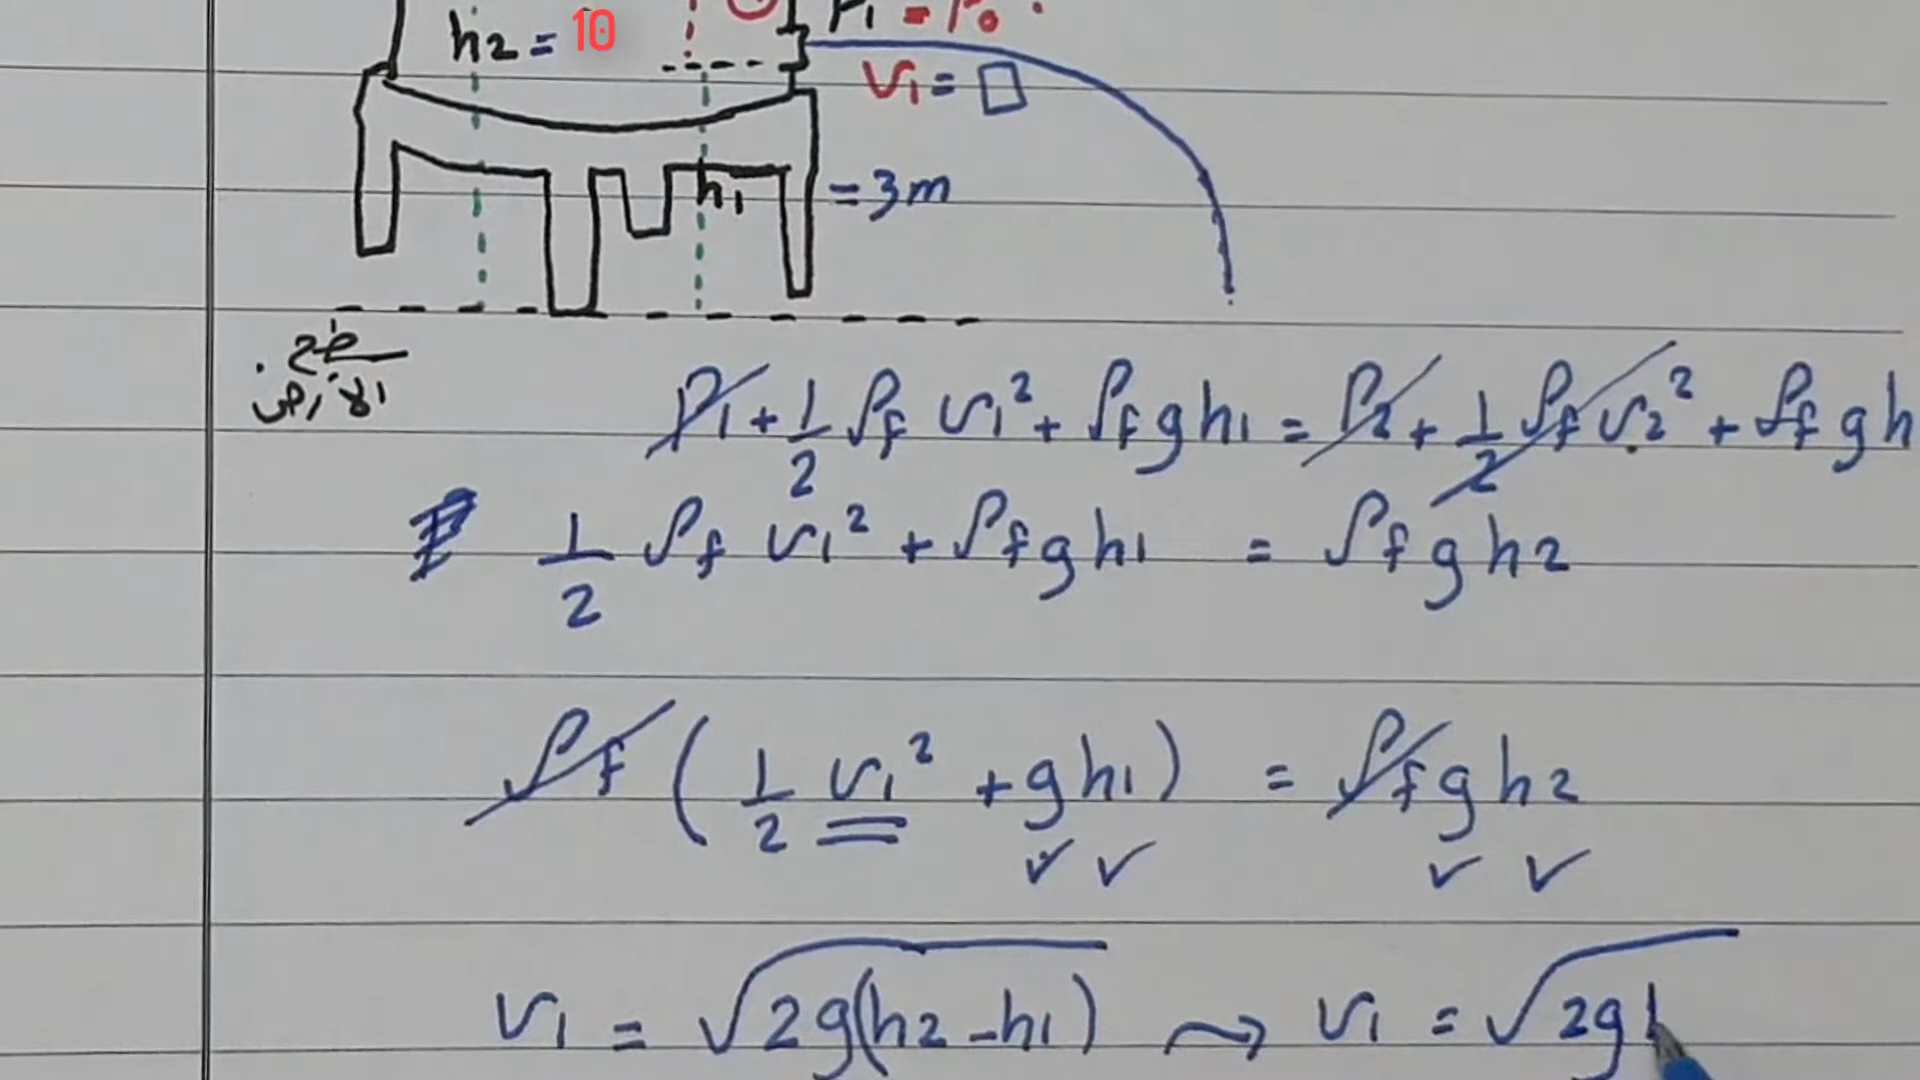 h2 = 10
P1 = P0
v1 = □
h1 = 3m
سطح
الأرض
P1 + 1/2 ρf v1² + ρf g h1 = P2 + 1/2 ρf v2² + ρf g h
1/2 ρf v1² + ρf g h1 = ρf g h2
ρf ( 1/2 v1² + g h1 ) = ρf g h2
v1 = √2g(h2 - h1) ⇝ v1 = √2gh